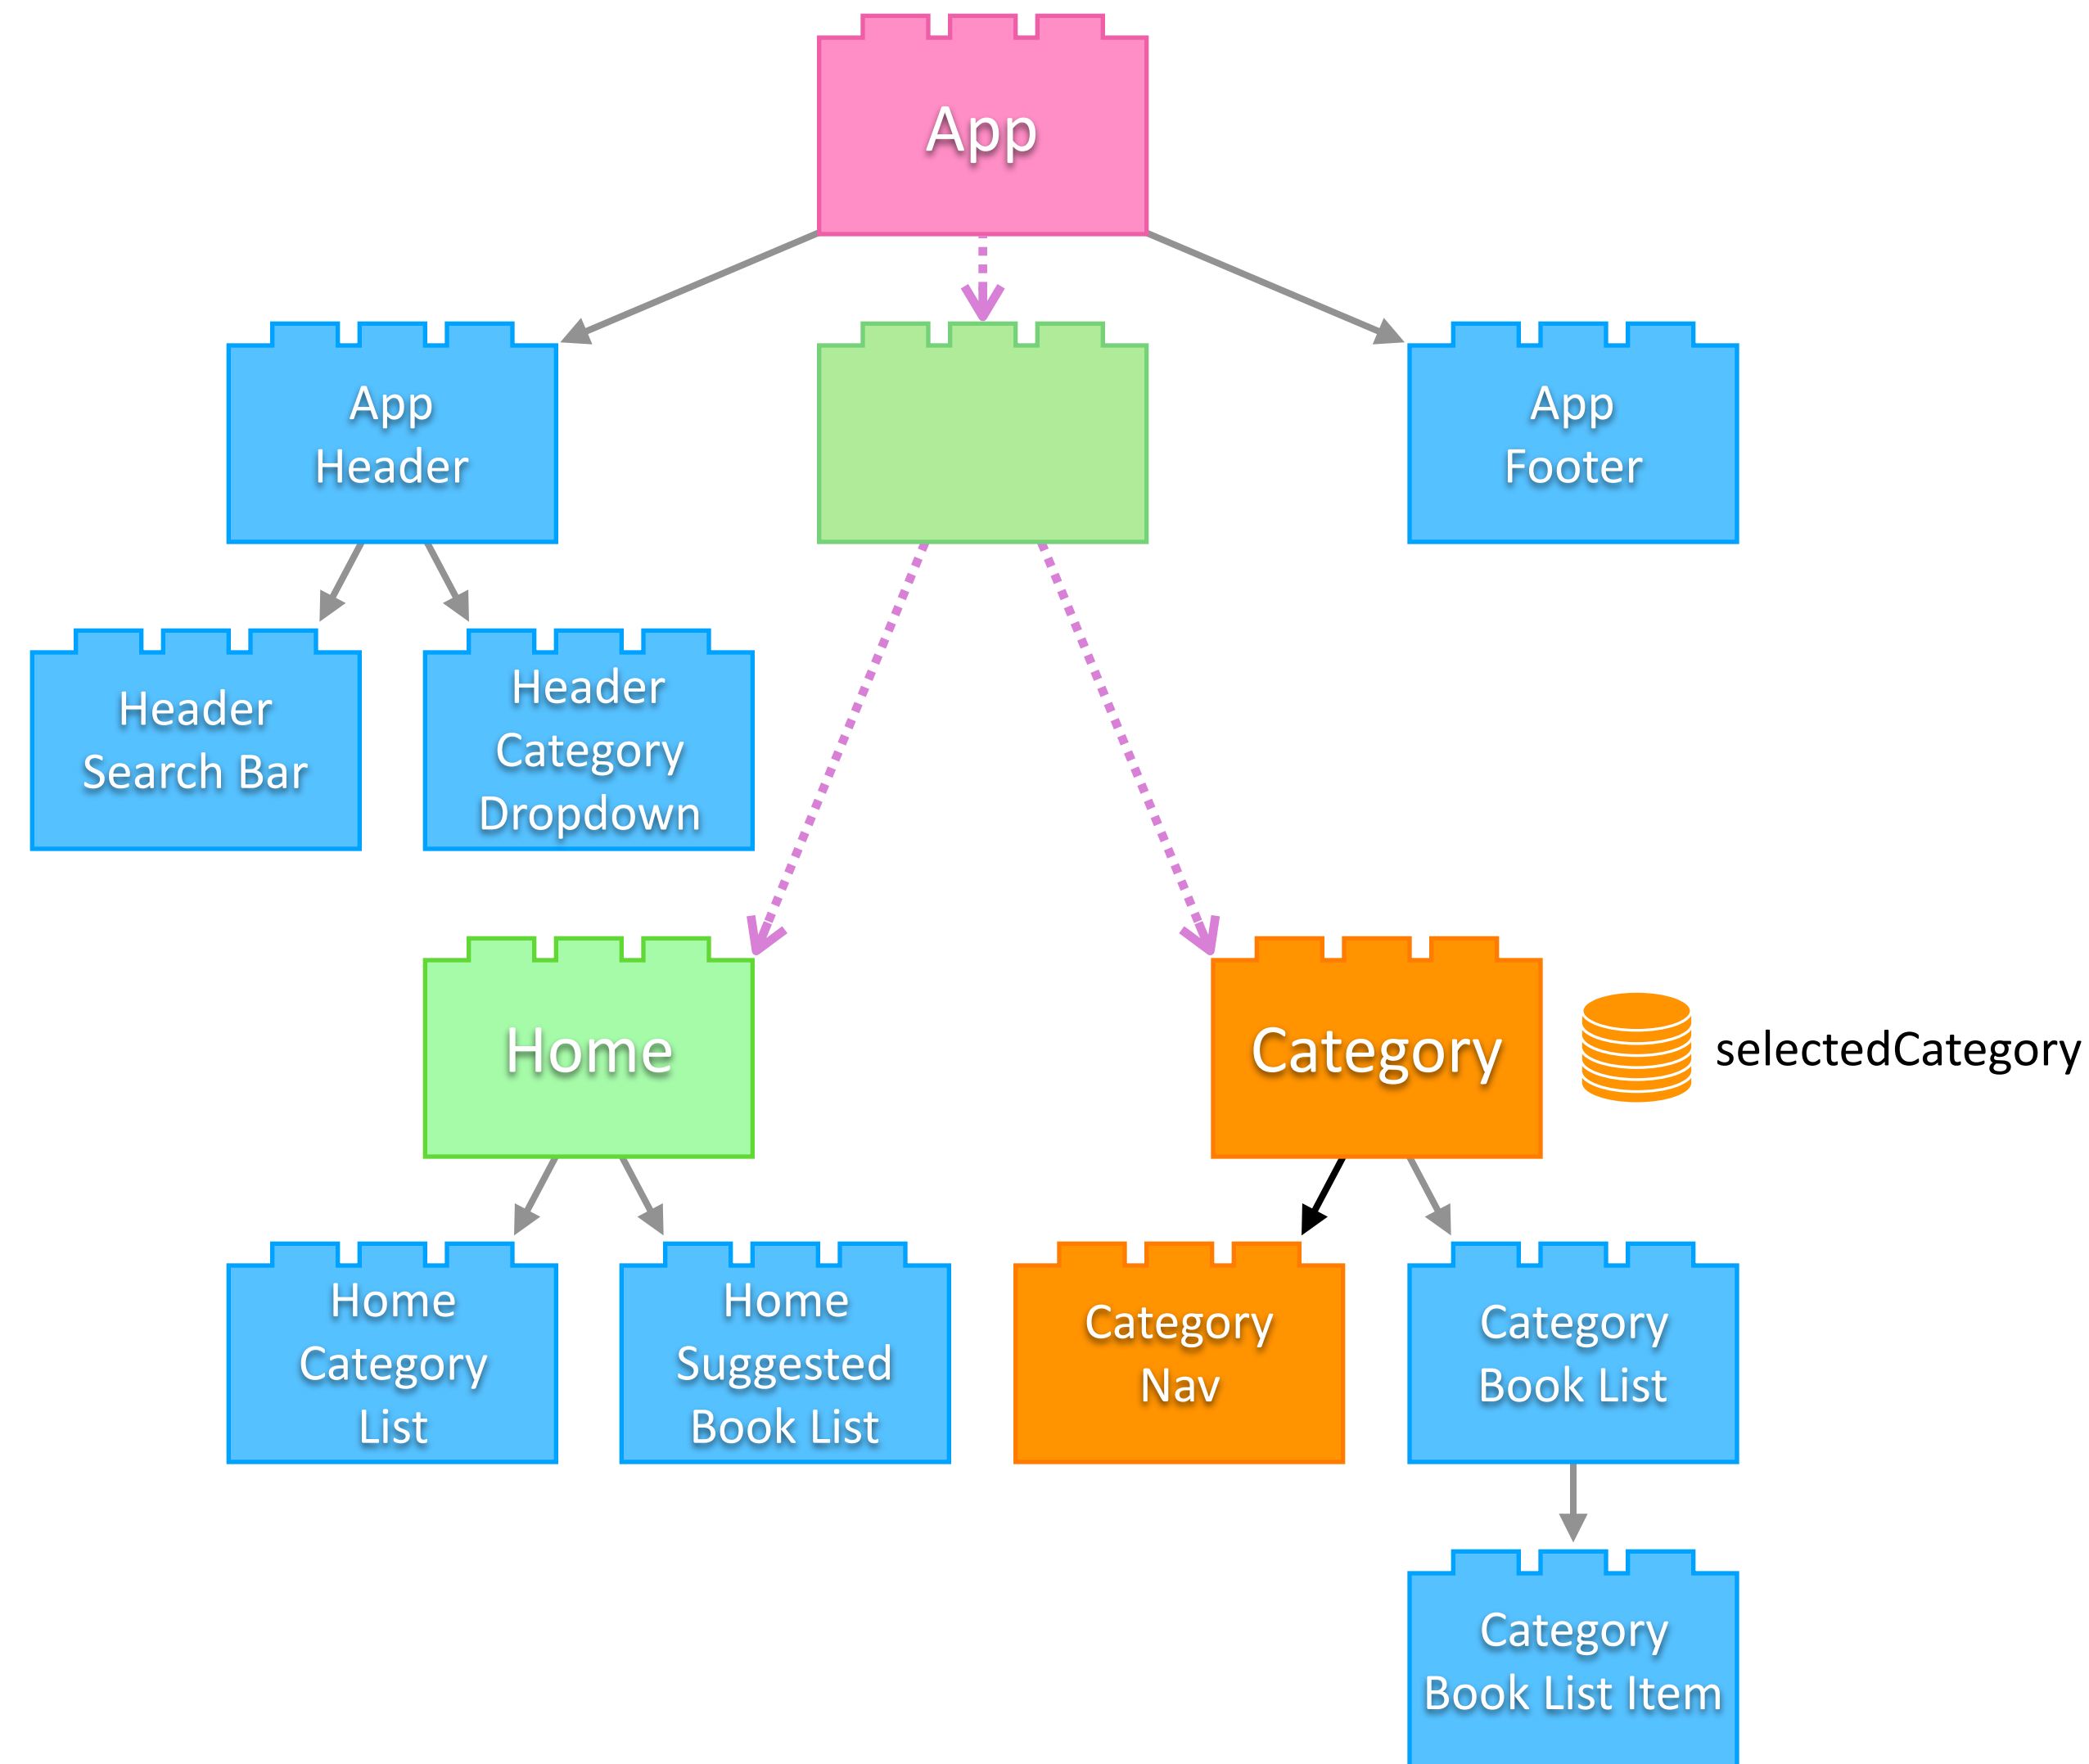 App
App
Header
App
Footer
Header
Search Bar
Header
Category
Dropdown
Home
Category
selectedCategory
Home
Category
List
Home
Suggested
Book List
Category
Nav
Category
Book List
Category
Book List Item